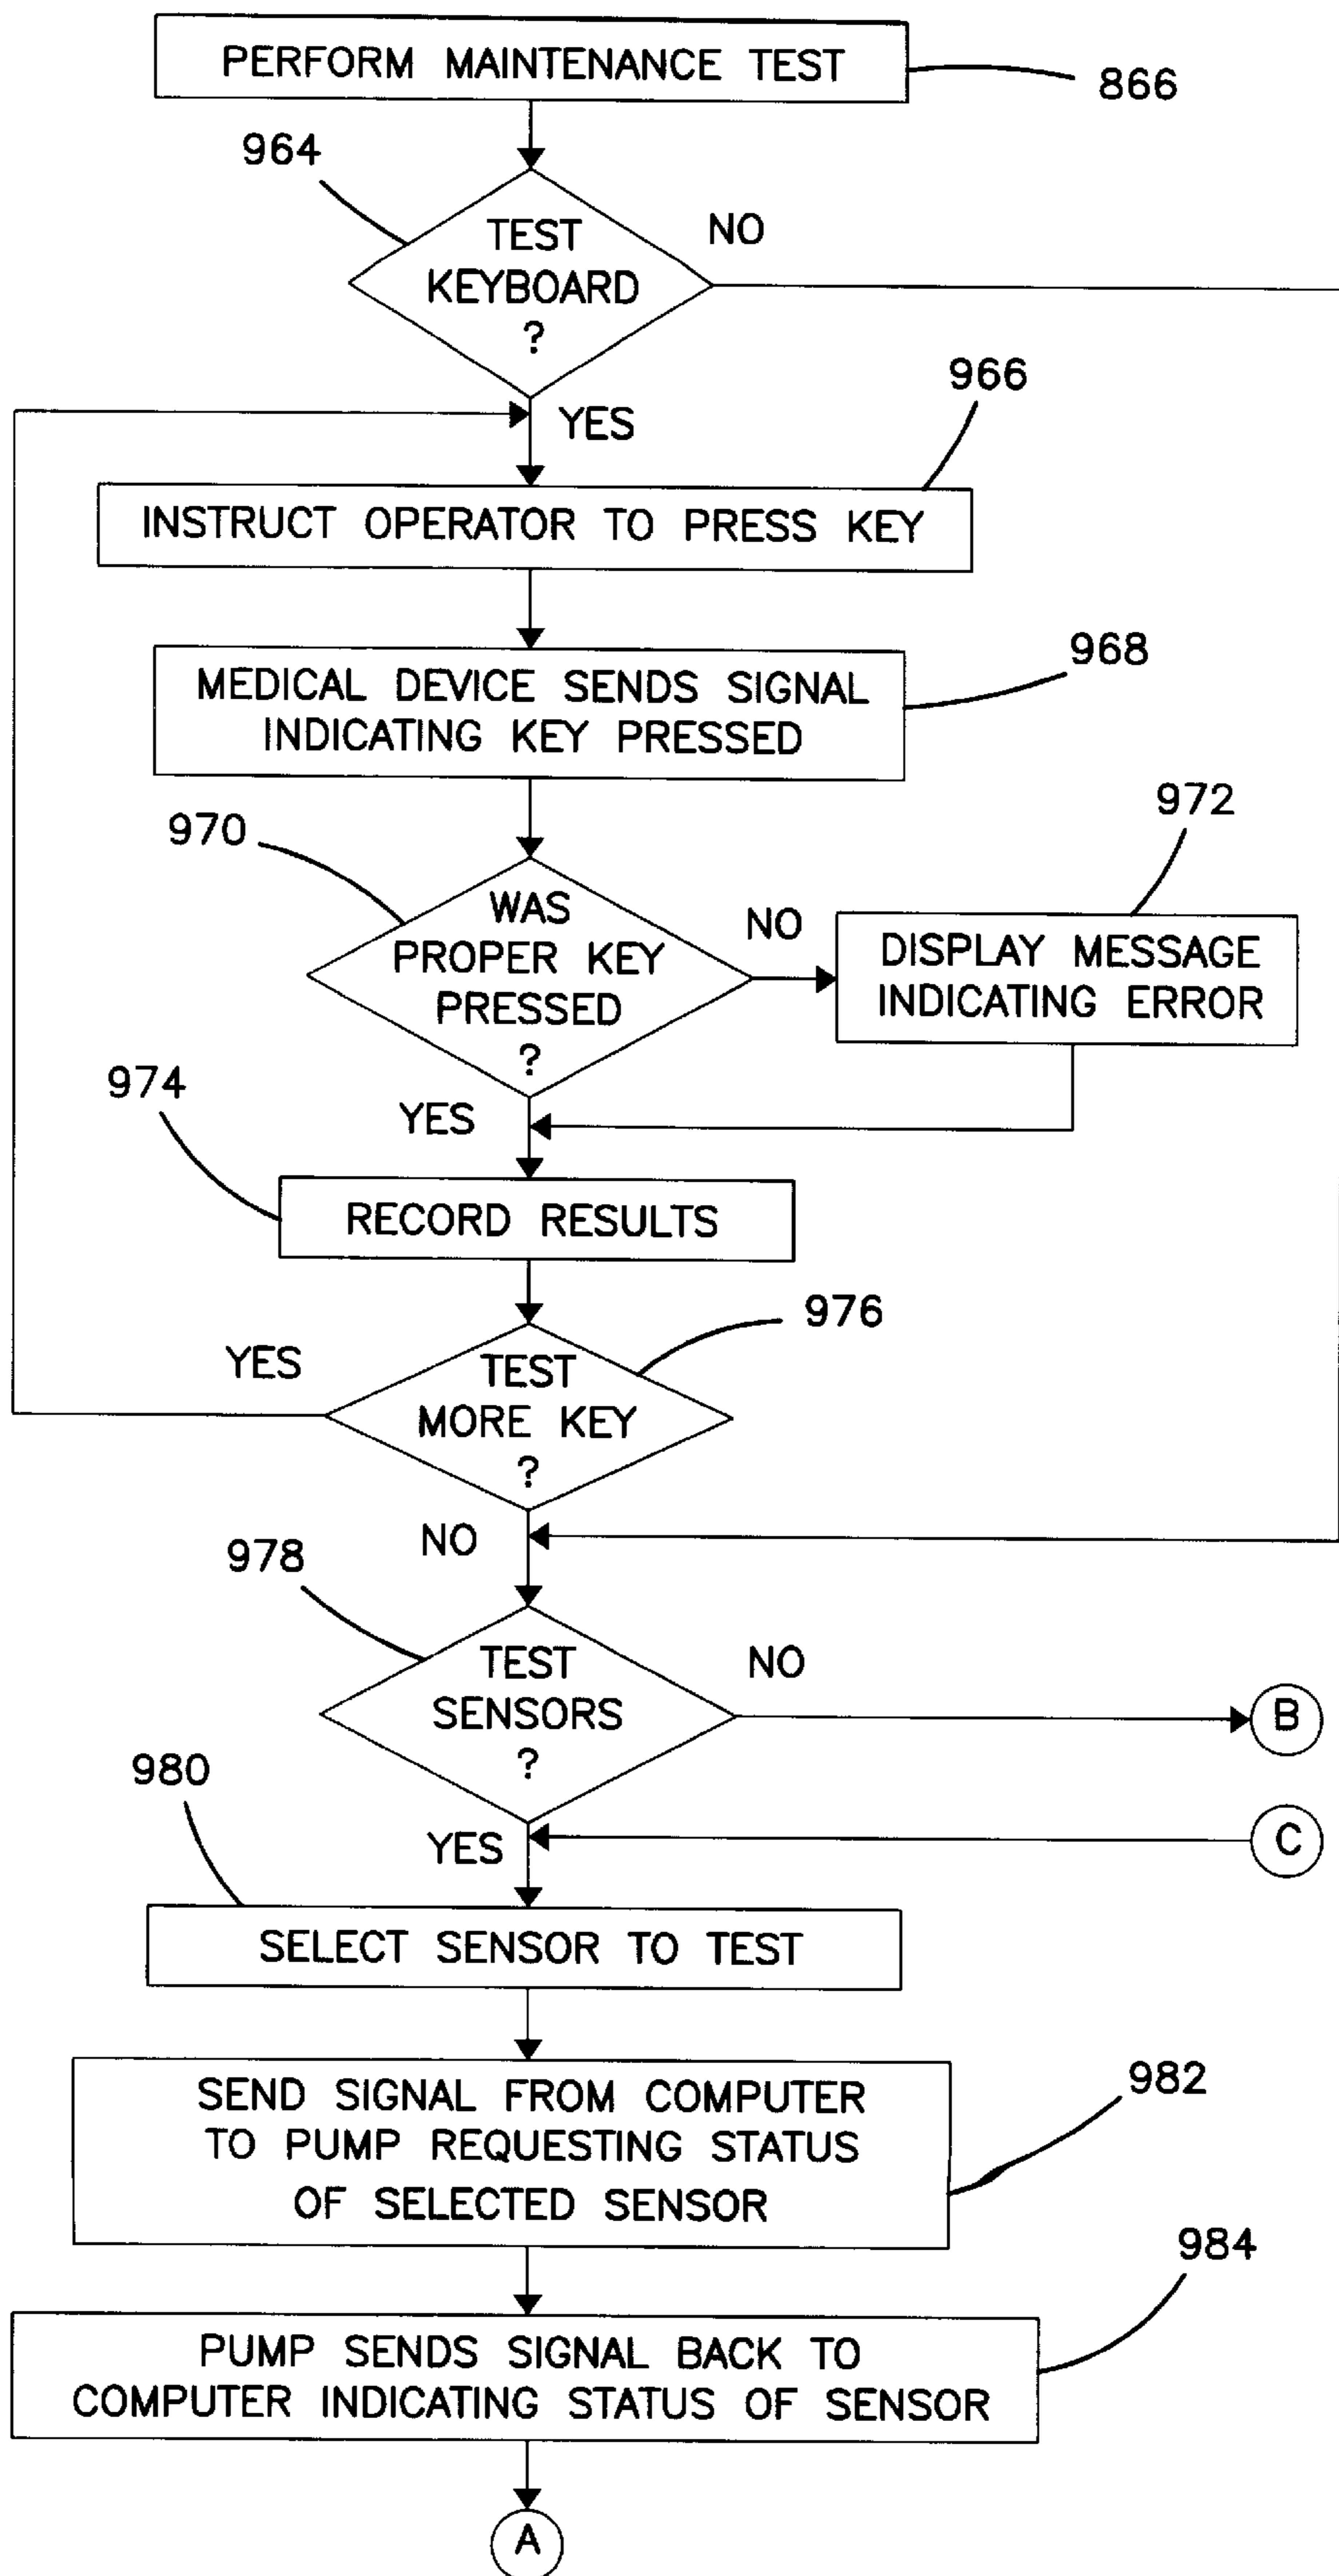 PERFORM MAINTENANCE TEST
866
964
TEST
KEYBOARD
?
NO
YES
966
INSTRUCT OPERATOR TO PRESS KEY
968
MEDICAL DEVICE SENDS SIGNAL
INDICATING KEY PRESSED
970
WAS
PROPER KEY
PRESSED
?
NO
972
DISPLAY MESSAGE
INDICATING ERROR
YES
974
RECORD RESULTS
976
TEST
MORE KEY
?
YES
NO
978
TEST
SENSORS
?
NO
B
C
YES
980
SELECT SENSOR TO TEST
982
SEND SIGNAL FROM COMPUTER
TO PUMP REQUESTING STATUS
OF SELECTED SENSOR
984
PUMP SENDS SIGNAL BACK TO
COMPUTER INDICATING STATUS OF SENSOR
A